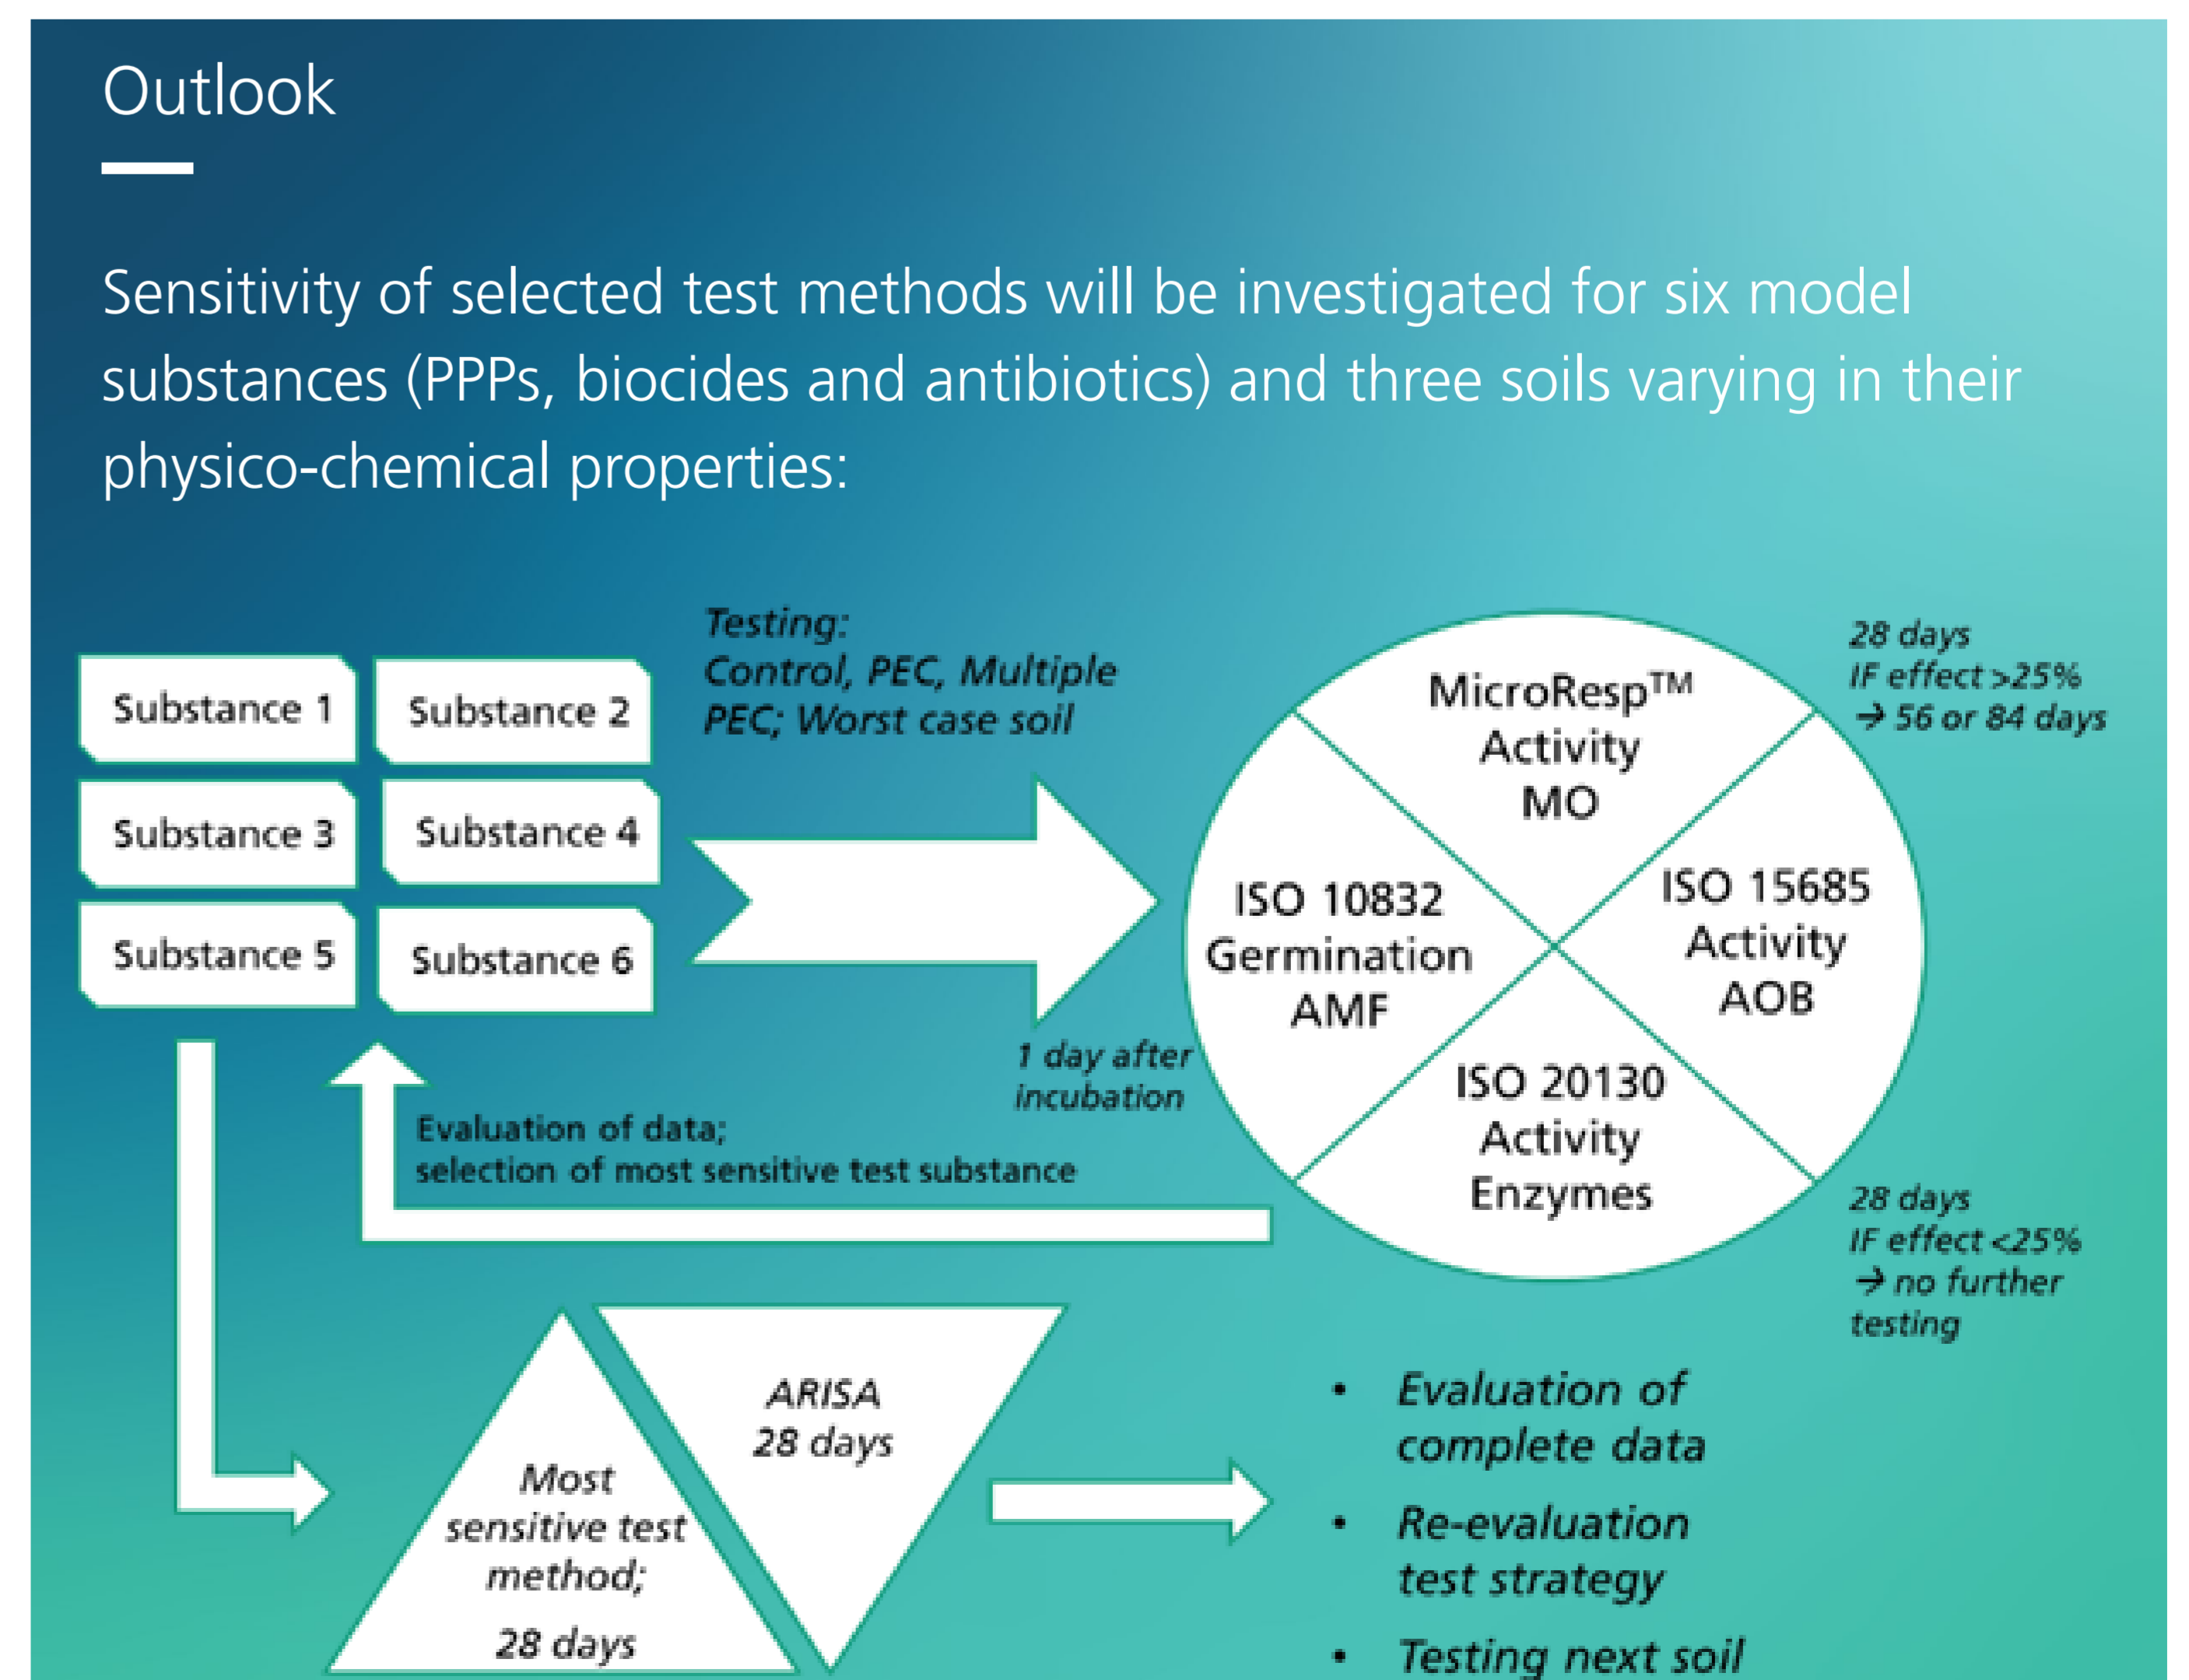 Outlook
Sensitivity of selected test methods will be investigated for six model
substances (PPPs, biocides and antibiotics) and three soils varying in their
physico-chemical properties:
Substance 1
Substance 2
Substance 3
Substance 4
Substance 5
Substance 6
Testing:
Control, PEC, Multiple
PEC; Worst case soil
1 day after
incubation
MicroResp™
Activity
MO
ISO 10832
Germination
AMF
ISO 15685
Activity
AOB
ISO 20130
Activity
Enzymes
28 days
IF effect >25%
→ 56 or 84 days
28 days
IF effect <25%
→ no further
testing
Evaluation of data;
selection of most sensitive test substance
Most
sensitive test
method;
28 days
ARISA
28 days
• Evaluation of
complete data
• Re-evaluation
test strategy
• Testing next soil